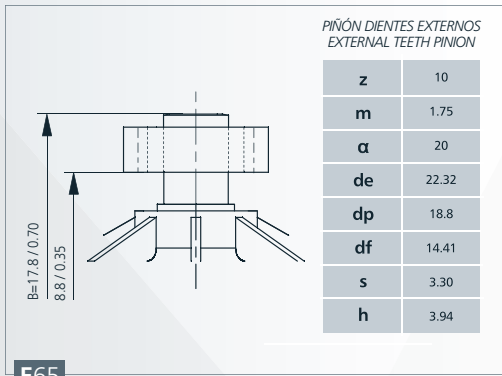 PIÑÓN DIENTES EXTERNOS
EXTERNAL TEETH PINION
z 10
m 1.75
α 20
de 22.32
dp 18.8
df 14.41
s 3.30
h 3.94
B=17.8 / 0.70
8.8 / 0.35
E65